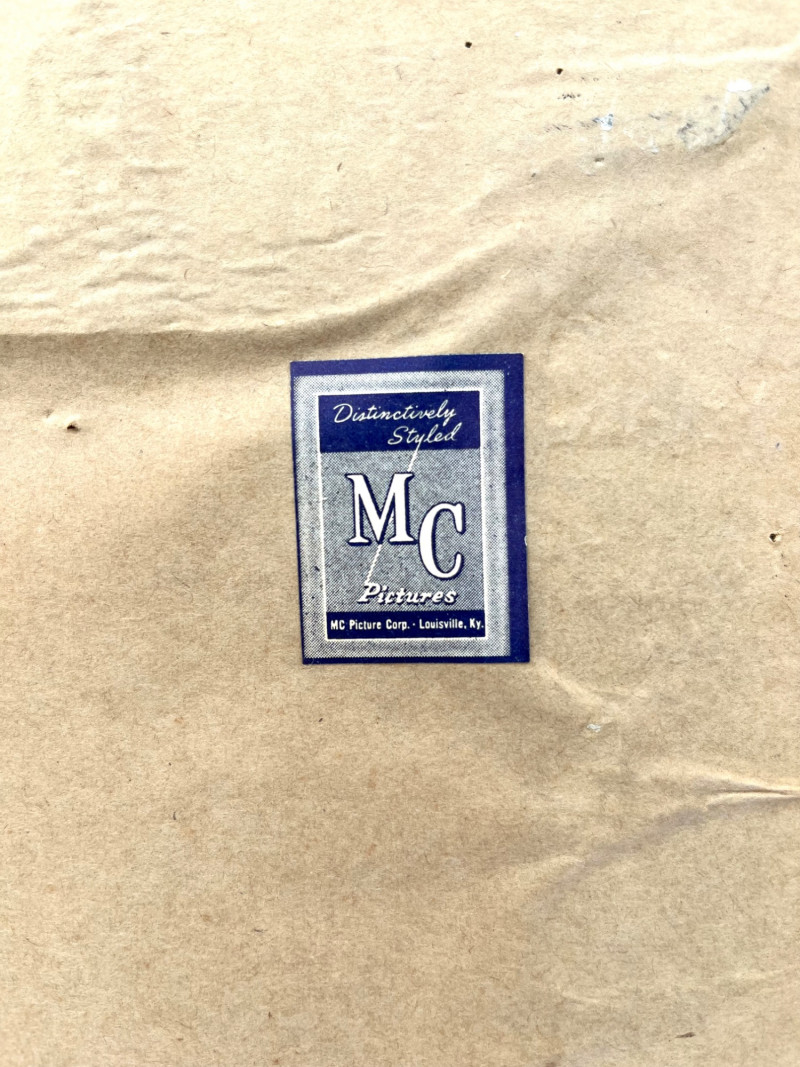 Distinctively
Styled
MC
Pictures
MC Picture Corp. · Louisville, Ky.